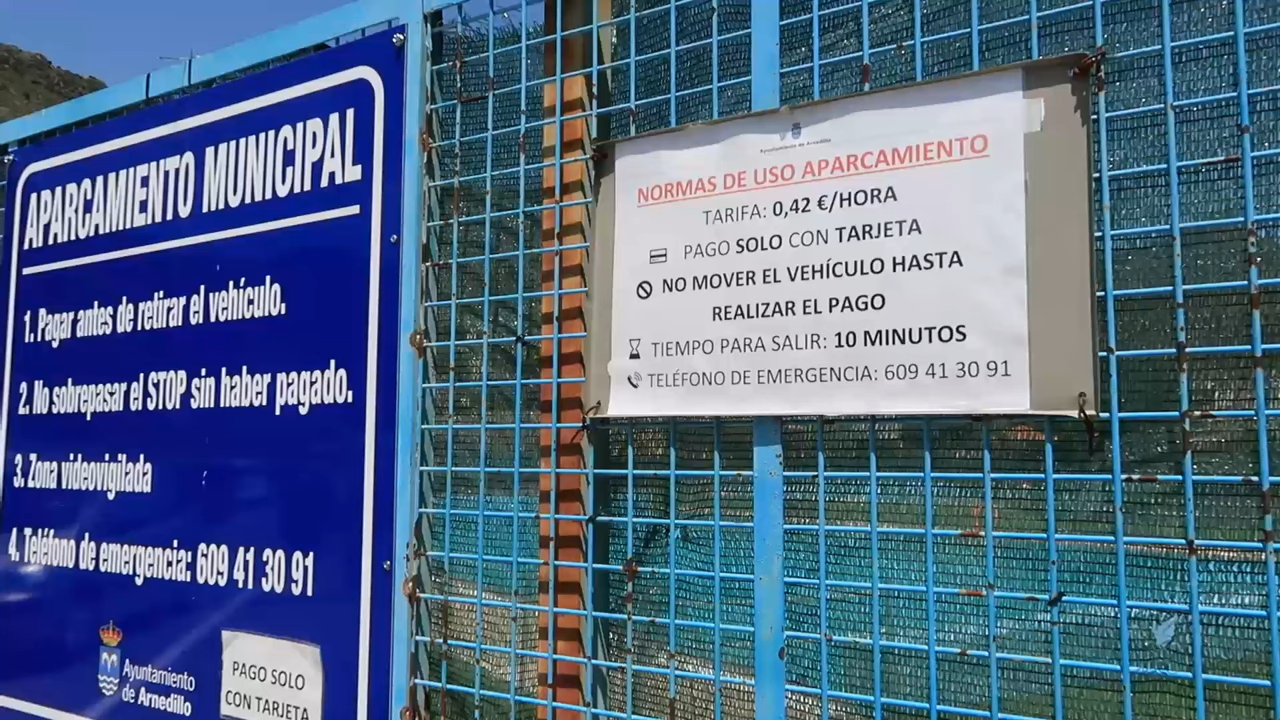 APARCAMIENTO MUNICIPAL
1. Pagar antes de retirar el vehículo.
2. No sobrepasar el STOP sin haber pagado.
3. Zona videovigilada
4. Teléfono de emergencia: 609 41 30 91
Ayuntamiento
de Arnedillo
PAGO SOLO
CON TARJETA
Ayuntamiento de Arnedillo
NORMAS DE USO APARCAMIENTO
TARIFA: 0,42 €/HORA
PAGO SOLO CON TARJETA
NO MOVER EL VEHÍCULO HASTA
REALIZAR EL PAGO
TIEMPO PARA SALIR: 10 MINUTOS
TELÉFONO DE EMERGENCIA: 609 41 30 91